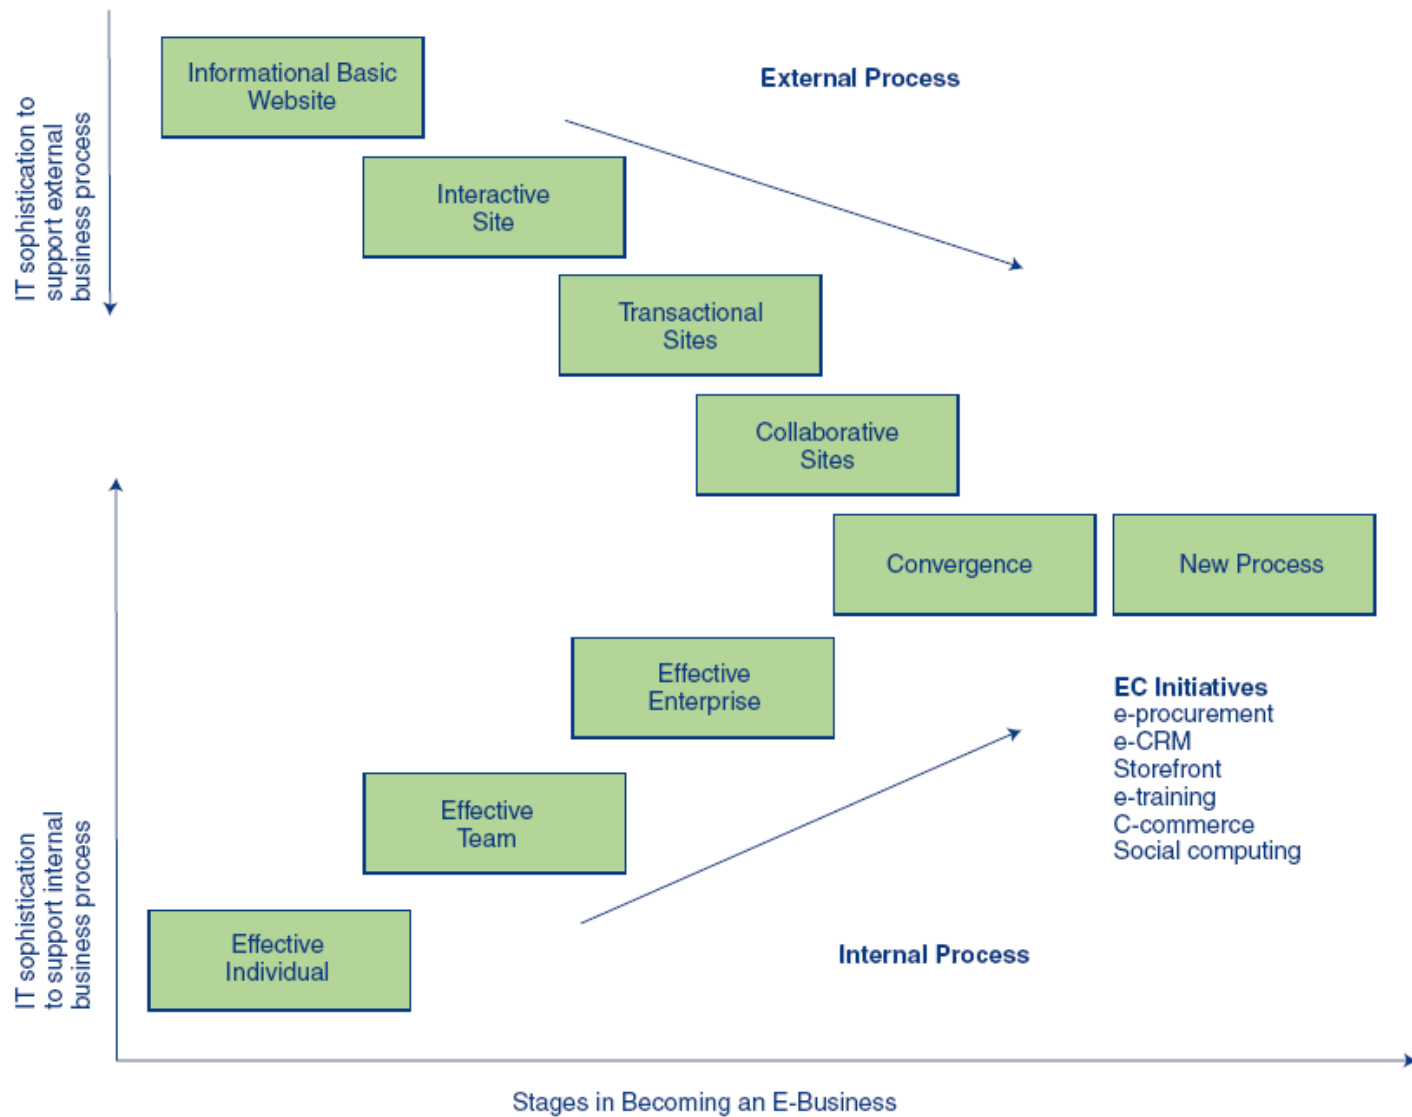 Informational Basic
Website
External Process
IT sophistication to
support external
business process
Interactive
Site
Transactional
Sites
Collaborative
Sites
Convergence
New Process
Effective
Enterprise
EC Initiatives
e-procurement
e-CRM
Storefront
e-training
C-commerce
Social computing
Effective
Team
IT sophistication
to support internal
business process
Effective
Individual
Internal Process
Stages in Becoming an E-Business